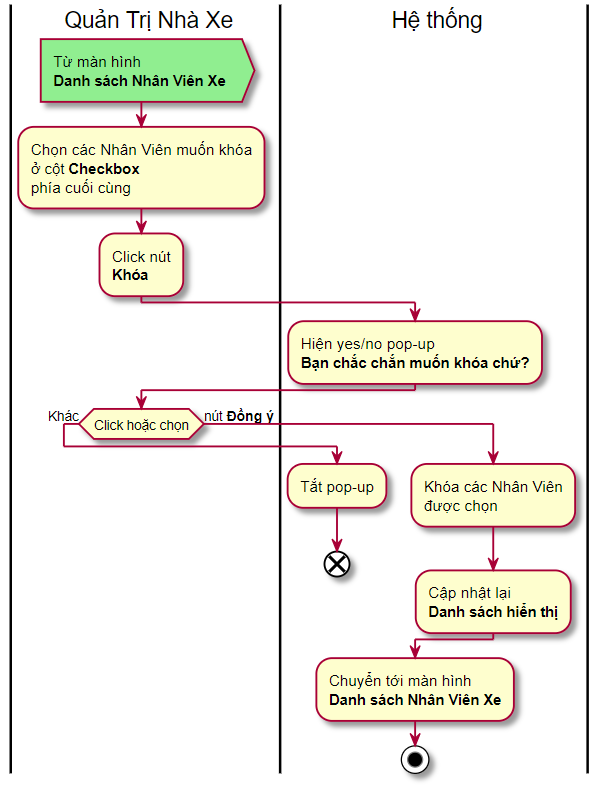 Quản Trị Nhà Xe
Hệ thống
Từ màn hình
Danh sách Nhân Viên Xe
Chọn các Nhân Viên muốn khóa
ở cột Checkbox
phía cuối cùng
Click nút
Khóa
Hiện yes/no pop-up
Bạn chắc chắn muốn khóa chứ?
Khác
Click hoặc chọn
nút Đồng ý
Tắt pop-up
Khóa các Nhân Viên
được chọn
Cập nhật lại
Danh sách hiển thị
Chuyển tới màn hình
Danh sách Nhân Viên Xe